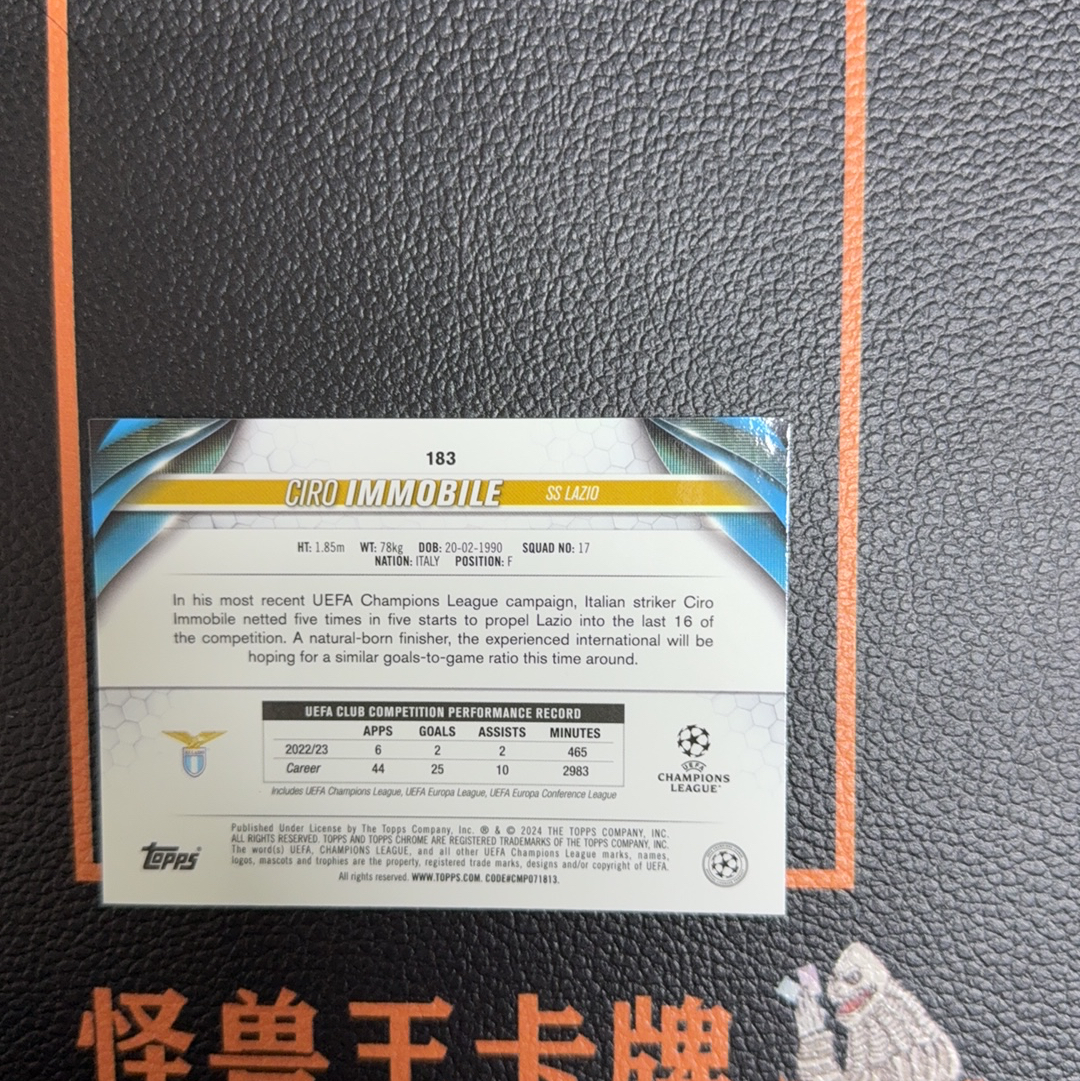 183
CIRO IMMOBILE SS LAZIO
HT: 1.85m WT: 78kg DOB: 20-02-1990 SQUAD NO: 17
NATION: ITALY POSITION: F
In his most recent UEFA Champions League campaign, Italian striker Ciro
Immobile netted five times in five starts to propel Lazio into the last 16 of
the competition. A natural-born finisher, the experienced international will be
hoping for a similar goals-to-game ratio this time around.
UEFA CLUB COMPETITION PERFORMANCE RECORD
APPS GOALS ASSISTS MINUTES
2022/23 6 2 2 465
Career 44 25 10 2983
Includes UEFA Champions League, UEFA Europa League, UEFA Europa Conference League
UEFA
CHAMPIONS
LEAGUE
Topps
Published Under License by The Topps Company, Inc. ® & © 2024 THE TOPPS COMPANY, INC.
ALL RIGHTS RESERVED. TOPPS AND TOPPS CHROME ARE REGISTERED TRADEMARKS OF THE TOPPS COMPANY, INC.
The word(s) UEFA, CHAMPIONS LEAGUE, and all other UEFA Champions League marks, names,
logos, mascots and trophies are the property, registered trade marks, designs and/or copyright of UEFA.
All rights reserved. WWW.TOPPS.COM. CODE#CMP071813.
怪兽王卡牌